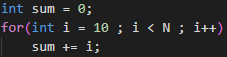 int sum = 0;
for(int i = 10 ; i < N ; i++)
    sum += i;